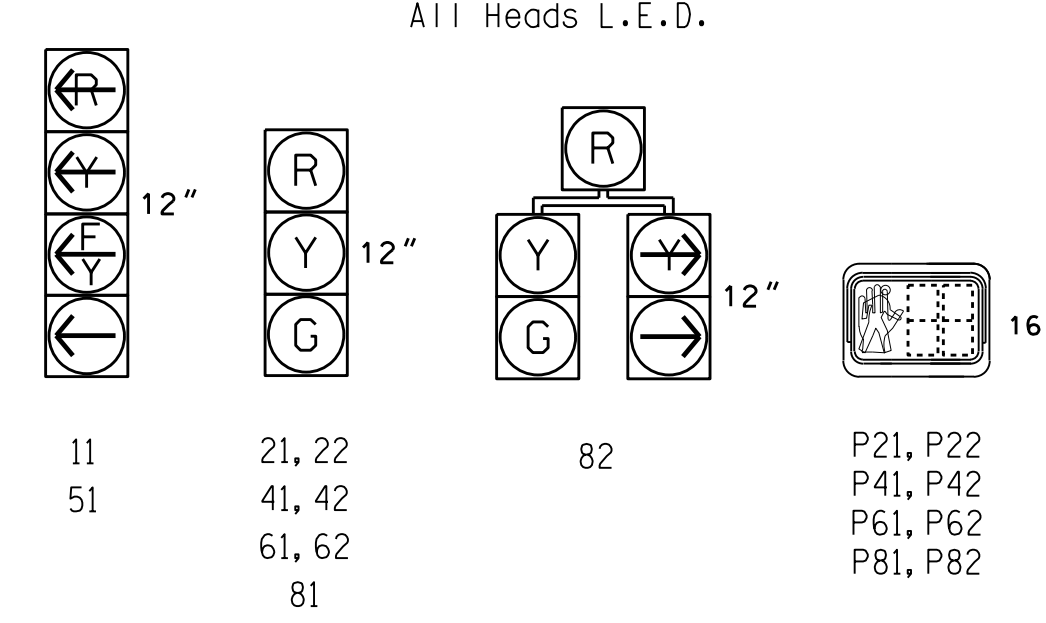 All Heads L.E.D.
R
Y
F
Y
12"
R
Y
G
12"
R
Y
Y
G
12"
16
11
51
21, 22
41, 42
61, 62
81
82
P21, P22
P41, P42
P61, P62
P81, P82